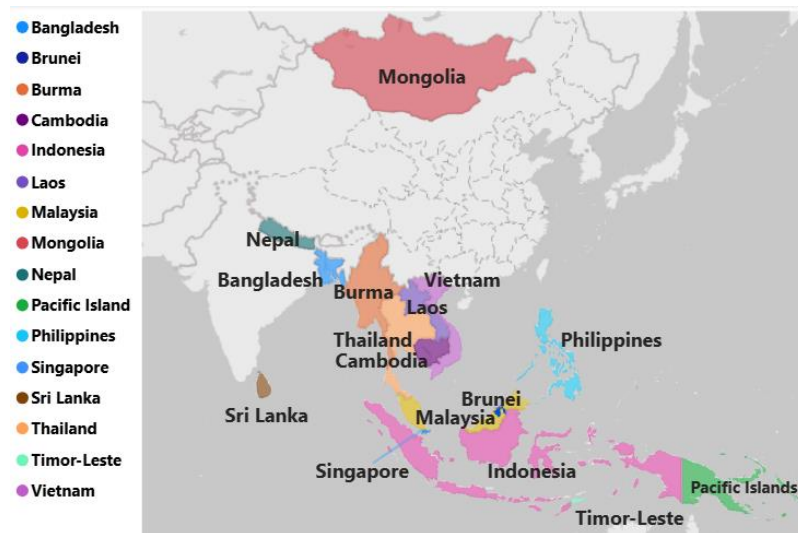 Bangladesh
Brunei
Burma
Cambodia
Indonesia
Laos
Malaysia
Mongolia
Nepal
Pacific Island
Philippines
Singapore
Sri Lanka
Thailand
Timor-Leste
Vietnam
Mongolia
Nepal
Bangladesh
Burma
Vietnam
Laos
Thailand
Cambodia
Philippines
Sri Lanka
Brunei
Malaysia
Singapore
Indonesia
Pacific Islands
Timor-Leste